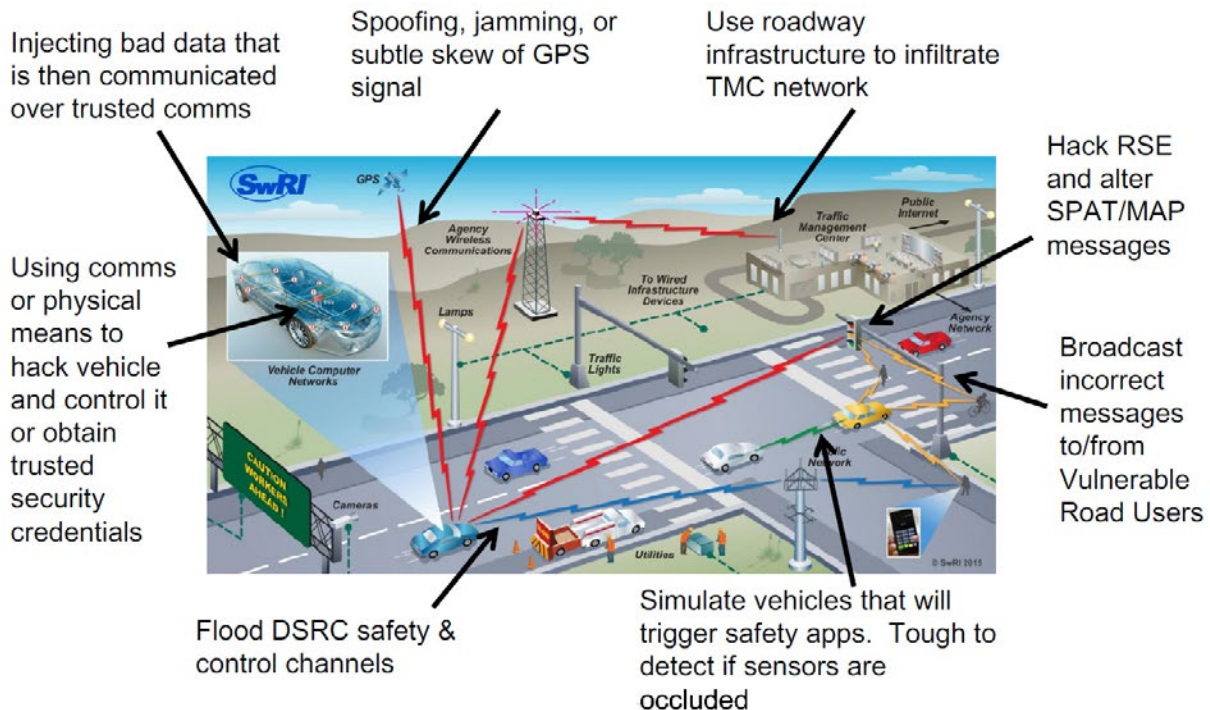 Injecting bad data that
is then communicated
over trusted comms
Spoofing, jamming, or
subtle skew of GPS
signal
Use roadway
infrastructure to infiltrate
TMC network
Hack RSE
and alter
SPAT/MAP
messages
Using comms
or physical
means to
hack vehicle
and control it
or obtain
trusted
security
credentials
Broadcast
incorrect
messages
to/from
Vulnerable
Road Users
Flood DSRC safety &
control channels
Simulate vehicles that will
trigger safety apps. Tough to
detect if sensors are
occluded
SwRI
GPS
Agency
Wireless
Communications
Traffic
Management
Center
Public
Internet
To Wired
Infrastructure
Devices
Agency
Network
Lamps
Traffic
Lights
Vehicle Computer
Networks
CAUTION
WORKERS
AHEAD!
Cameras
Network
Utilities
© SwRI 2015